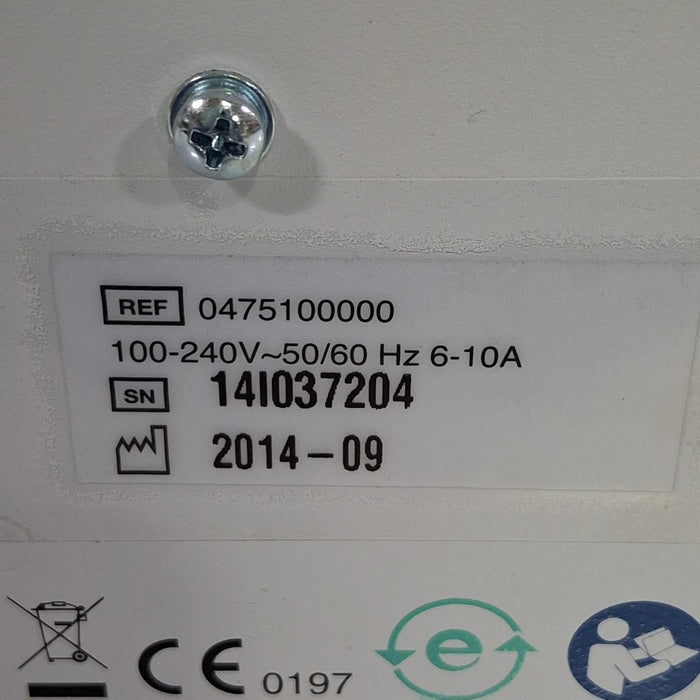 REF 0475100000
100-240V~50/60 Hz 6-10A
SN 14I037204
2014-09
CE 0197
e